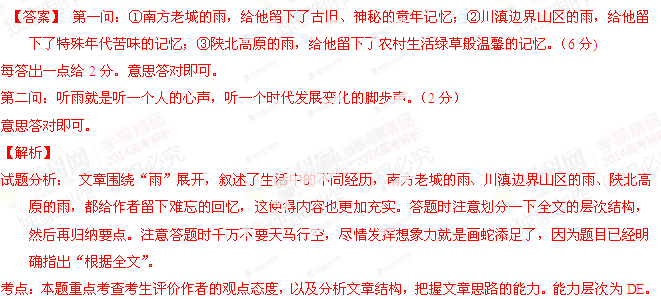 【答案】 第一问：①南方老城的雨，给他留下了古旧、神秘的童年记忆；②川滇边界山区的雨，给他留
下了特殊年代苦味的记忆；③陕北高原的雨，给他留下了农村生活绿草般温馨的记忆。（6 分）
每答出一点给 2 分。意思答对即可。
第二问：听雨就是听一个人的心声，听一个时代发展变化的脚步声。（2 分）
意思答对即可。
【解析】
试题分析： 文章围绕“雨”展开，叙述了生活中的不同经历，南方老城的雨、川滇边界山区的雨、陕北高
原的雨，都给作者留下难忘的回忆，这使得内容也更加充实。答题时注意划分一下全文的层次结构，
然后再归纳要点。注意答题时千万不要天马行空，尽情发挥想象力就是画蛇添足了，因为题目已经明
确指出“根据全文”。
考点：本题重点考查考生评价作者的观点态度，以及分析文章结构，把握文章思路的能力。能力层次为 DE。